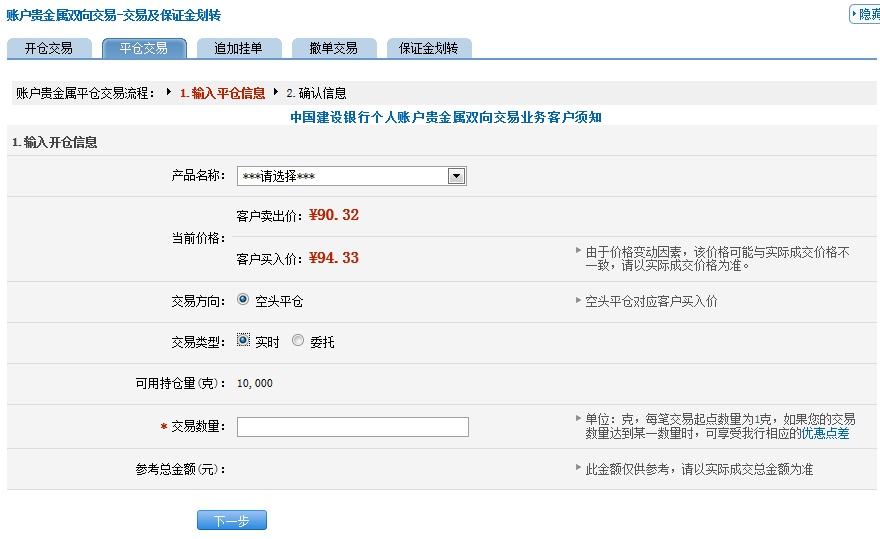 账户贵金属双向交易-交易及保证金划转
隐藏
开仓交易 平仓交易 追加挂单 撤单交易 保证金划转
账户贵金属平仓交易流程： 1.输入平仓信息 2.确认信息
中国建设银行个人账户贵金属双向交易业务客户须知
1.输入开仓信息
产品名称： ***请选择***
当前价格：
客户卖出价：¥90.32
客户买入价：¥94.33
由于价格变动因素，该价格可能与实际成交价格不
一致，请以实际成交价格为准。
交易方向： 空头平仓
空头平仓对应客户买入价
交易类型： 实时 委托
可用持仓量(克)： 10,000
* 交易数量：
单位：克，每笔交易起点数量为1克，如果您的交易
数量达到某一数量时，可享受我行相应的优惠点差
参考总金额(元)：
此金额仅供参考，请以实际成交总金额为准
下一步